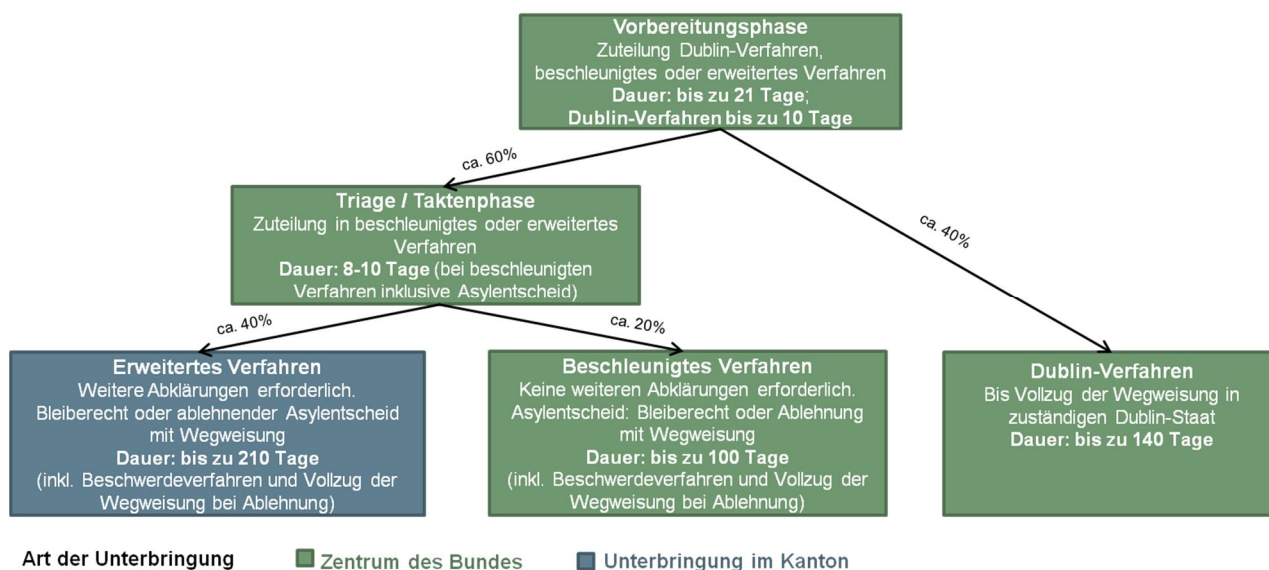 Vorbereitungsphase
Zuteilung Dublin-Verfahren,
beschleunigtes oder erweitertes Verfahren
Dauer: bis zu 21 Tage;
Dublin-Verfahren bis zu 10 Tage
ca. 60%
ca. 40%
Triage / Taktenphase
Zuteilung in beschleunigtes oder erweitertes
Verfahren
Dauer: 8-10 Tage (bei beschleunigten
Verfahren inklusive Asylentscheid)
ca. 40%
ca. 20%
Erweitertes Verfahren
Weitere Abklärungen erforderlich.
Bleiberecht oder ablehnender Asylentscheid
mit Wegweisung
Dauer: bis zu 210 Tage
(inkl. Beschwerdeverfahren und Vollzug der
Wegweisung bei Ablehnung)
Beschleunigtes Verfahren
Keine weiteren Abklärungen erforderlich.
Asylentscheid: Bleiberecht oder Ablehnung
mit Wegweisung
Dauer: bis zu 100 Tage
(inkl. Beschwerdeverfahren und Vollzug der
Wegweisung bei Ablehnung)
Dublin-Verfahren
Bis Vollzug der Wegweisung in
zuständigen Dublin-Staat
Dauer: bis zu 140 Tage
Art der Unterbringung
Zentrum des Bundes
Unterbringung im Kanton